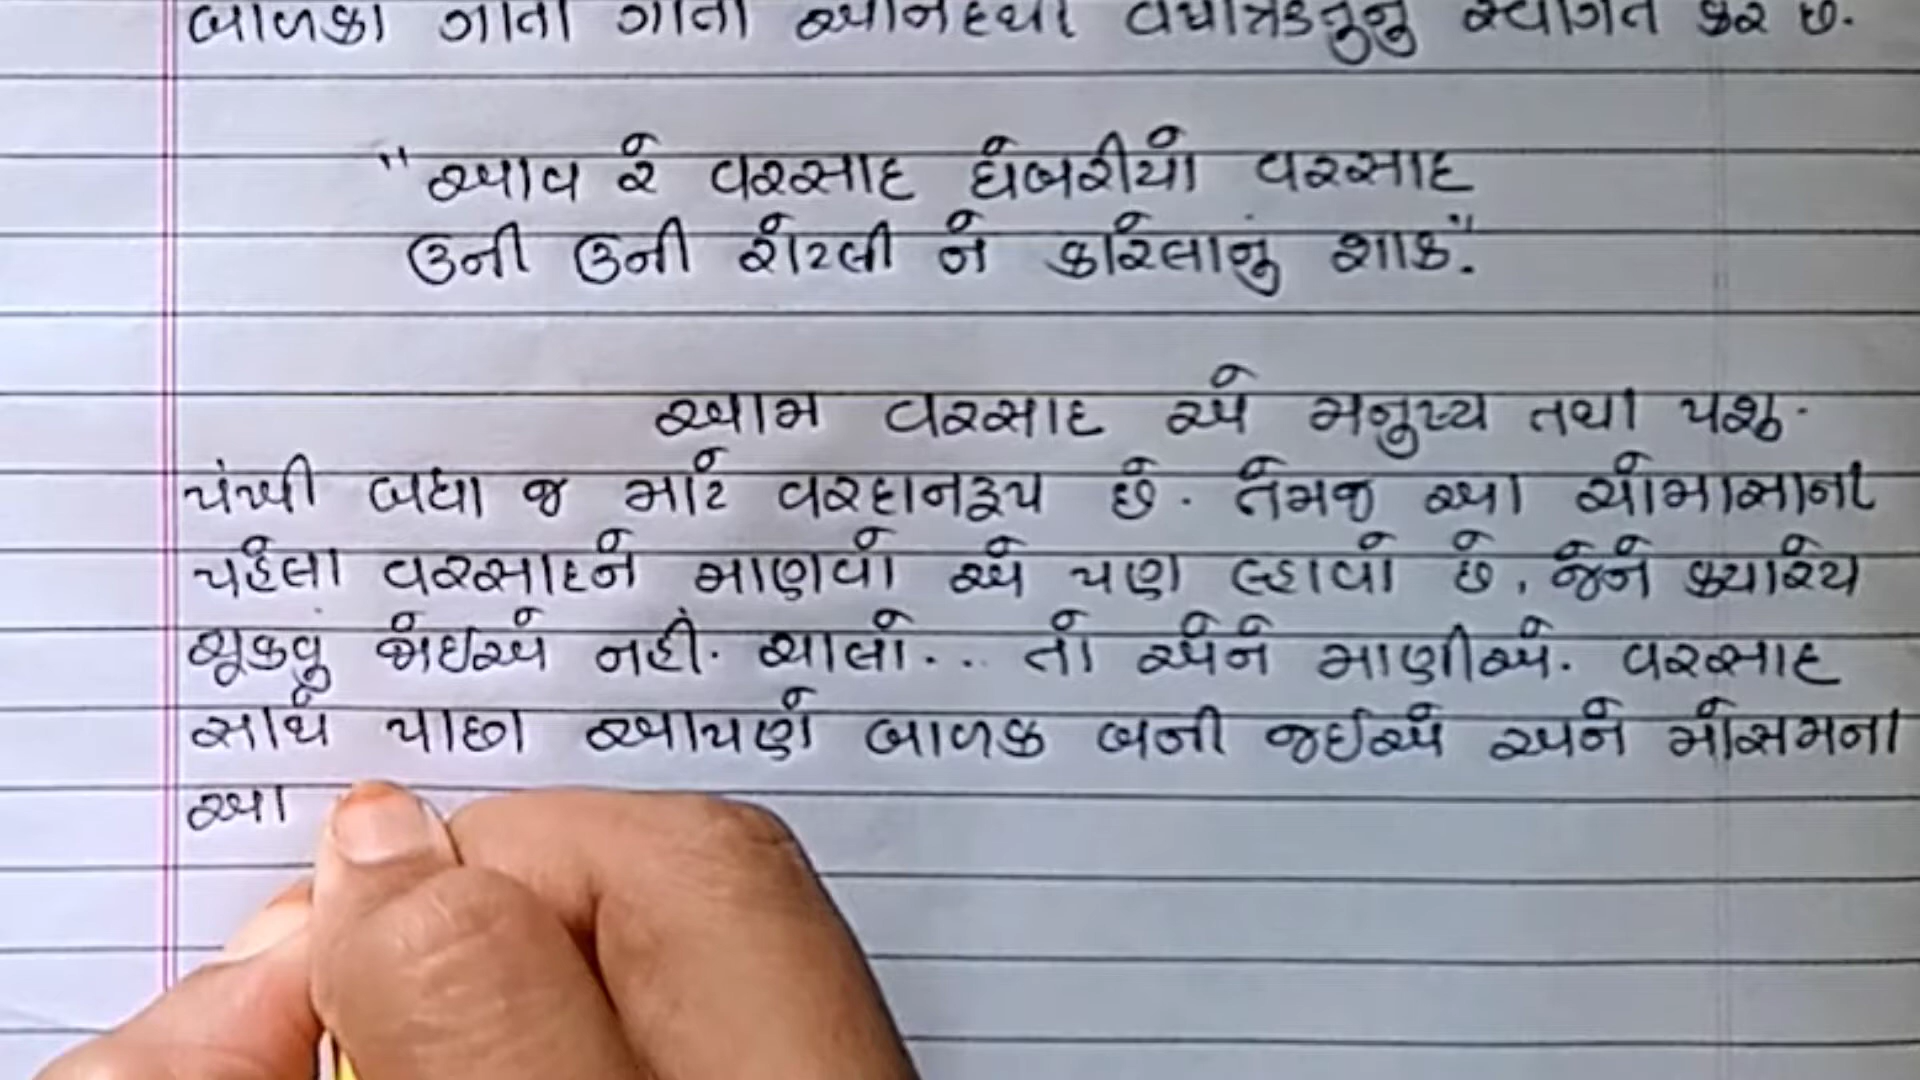 બાળકો ગાતા ગાતા આનંદથી વર્ષાઋતુનુ સ્વાગત કરે છે.
"આવ રે વરસાદ ઘેબરીયો વરસાદ
ઉની ઉની રોટલી ને કારેલાનું શાક".
આમ વરસાદ એ મનુષ્ય તથા પશુ-
પંખી બધા જ માટે વરદાનરૂપ છે. તેમજ આ ચોમાસાના
પહેલા વરસાદને માણવો એ પણ લ્હાવો છે, જેને ક્યારેય
ચૂકવું જોઈએ નહીં. ચાલો... તો એને માણીએ. વરસાદ
સાથે પાછા આપણે બાળક બની જઈએ અને મોસમના
આ